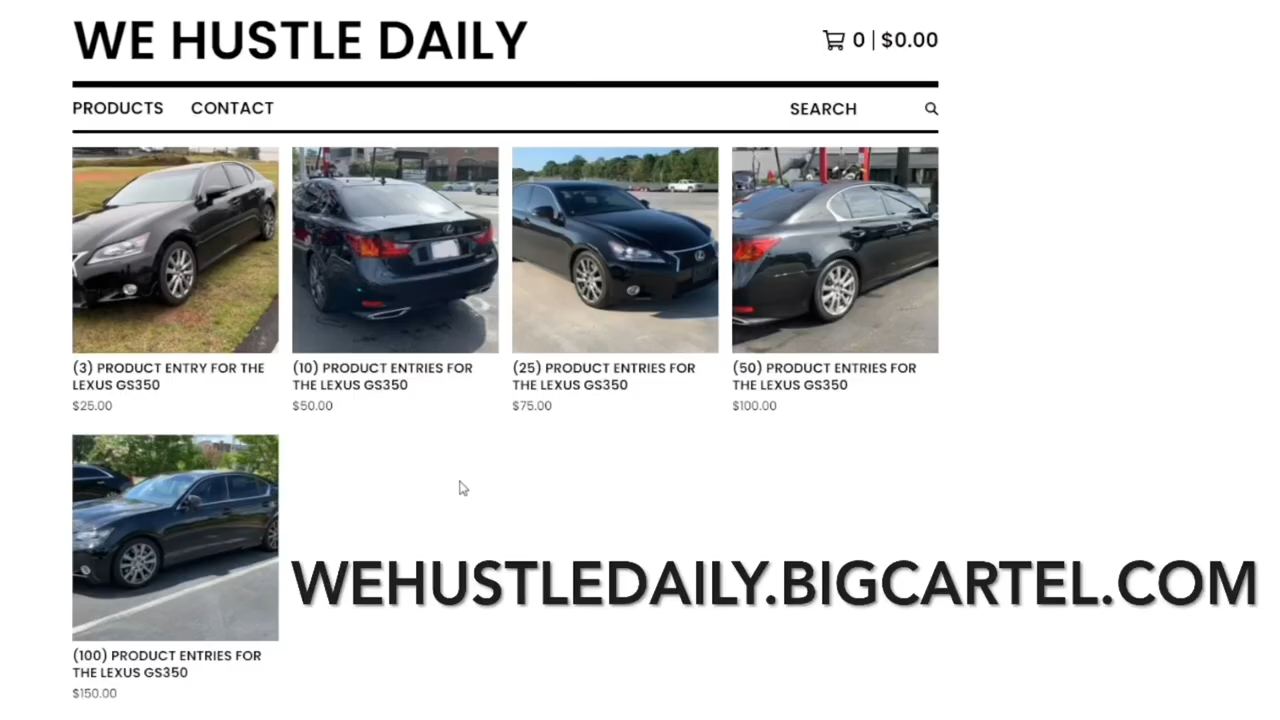 WE HUSTLE DAILY
0 | $0.00
PRODUCTS CONTACT
SEARCH
(3) PRODUCT ENTRY FOR THE
LEXUS GS350
$25.00
(10) PRODUCT ENTRIES FOR
THE LEXUS GS350
$50.00
(25) PRODUCT ENTRIES FOR
THE LEXUS GS350
$75.00
(50) PRODUCT ENTRIES FOR
THE LEXUS GS350
$100.00
(100) PRODUCT ENTRIES FOR
THE LEXUS GS350
$150.00
WEHUSTLEDAILY.BIGCARTEL.COM